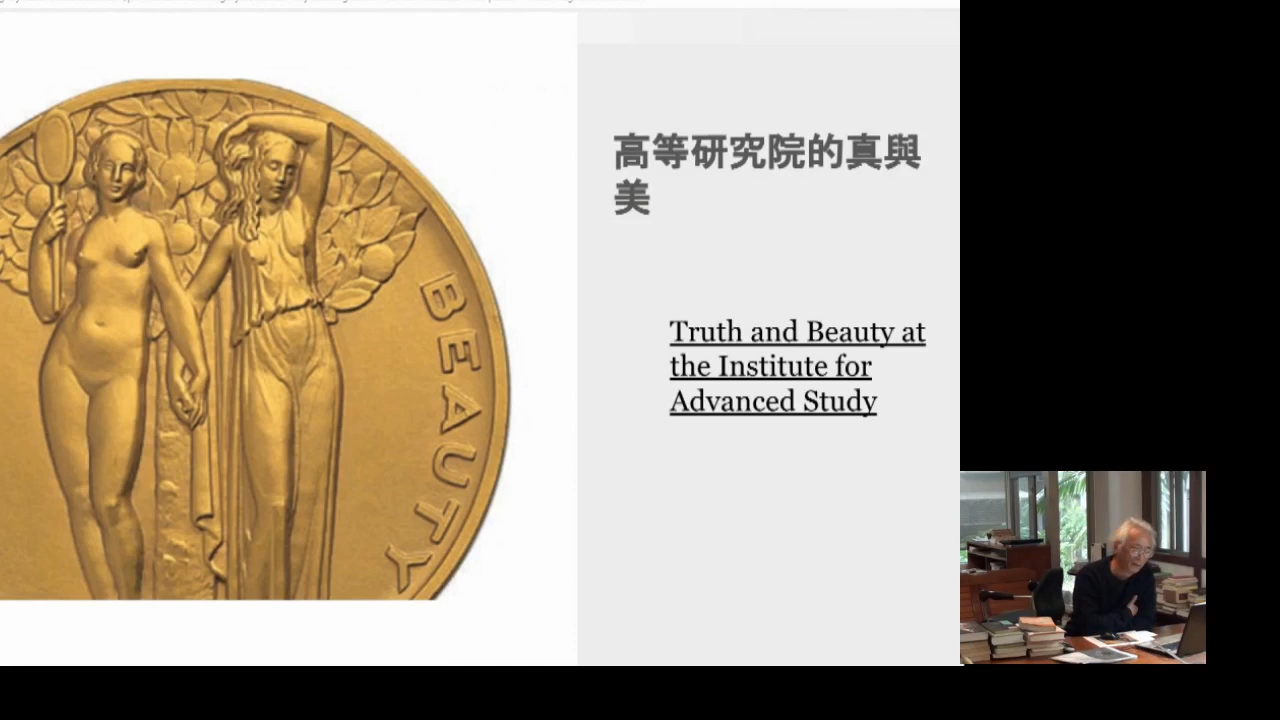 高等研究院的真與
美
Truth and Beauty at
the Institute for
Advanced Study
BEAUTY